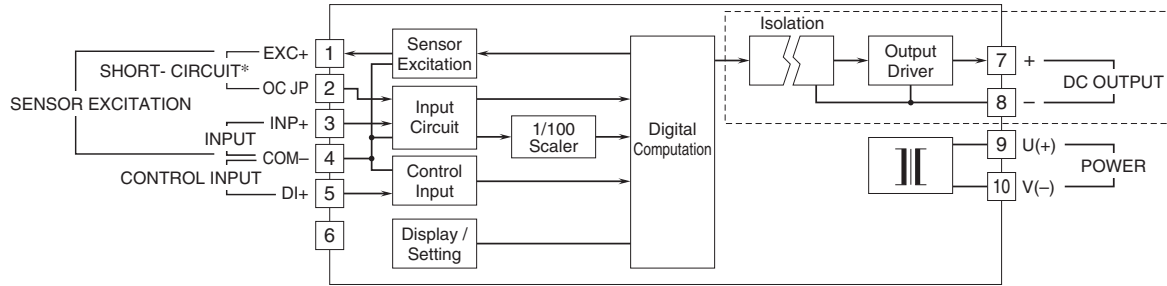 Isolation
EXC+ 1
SHORT- CIRCUIT*
OC JP 2
SENSOR EXCITATION
INP+ 3
INPUT
COM– 4
CONTROL INPUT
DI+ 5
6
Sensor
Excitation
Input
Circuit
1/100
Scaler
Control
Input
Display /
Setting
Digital
Computation
Output
Driver
7 +
DC OUTPUT
8 –
9 U(+)
POWER
10 V(–)